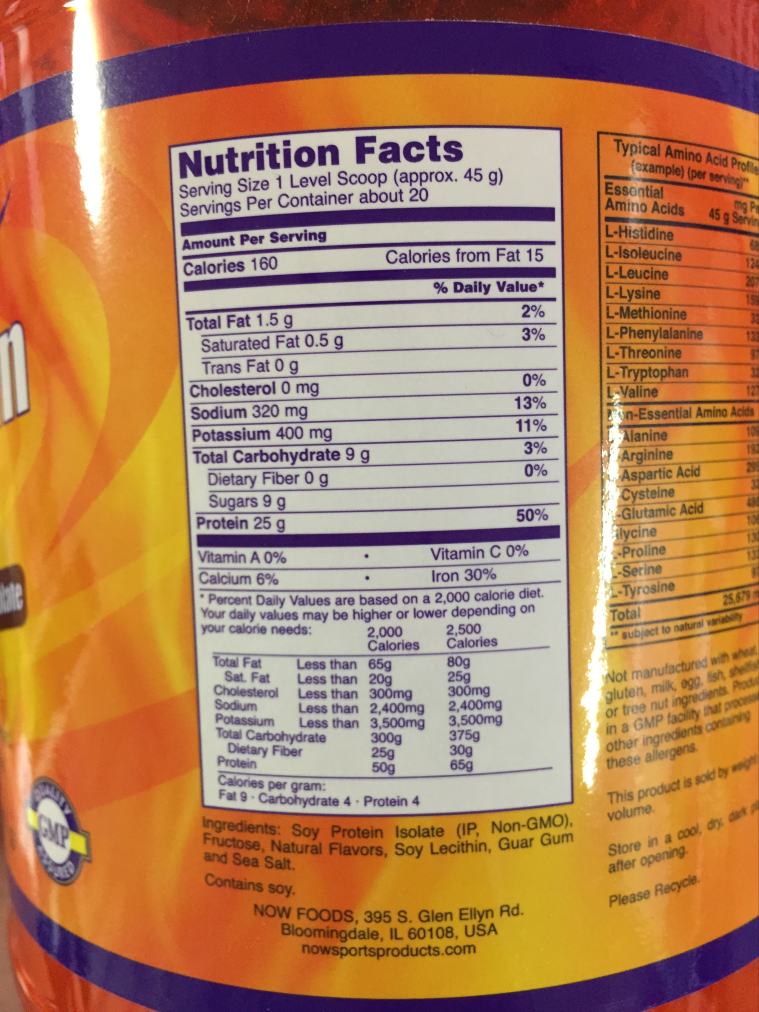 Nutrition Facts
Serving Size 1 Level Scoop (approx. 45 g)
Servings Per Container about 20
Amount Per Serving
Calories 160 Calories from Fat 15
% Daily Value*
Total Fat 1.5 g 2%
Saturated Fat 0.5 g 3%
Trans Fat 0 g
Cholesterol 0 mg 0%
Sodium 320 mg 13%
Potassium 400 mg 11%
Total Carbohydrate 9 g 3%
Dietary Fiber 0 g 0%
Sugars 9 g
Protein 25 g 50%
Vitamin A 0% • Vitamin C 0%
Calcium 6% • Iron 30%
* Percent Daily Values are based on a 2,000 calorie diet.
Your daily values may be higher or lower depending on
your calorie needs: 2,000 2,500
Calories Calories
Total Fat Less than 65g 80g
Sat. Fat Less than 20g 25g
Cholesterol Less than 300mg 300mg
Sodium Less than 2,400mg 2,400mg
Potassium Less than 3,500mg 3,500mg
Total Carbohydrate 300g 375g
Dietary Fiber 25g 30g
Protein 50g 65g
Calories per gram:
Fat 9 · Carbohydrate 4 · Protein 4
Ingredients: Soy Protein Isolate (IP, Non-GMO),
Fructose, Natural Flavors, Soy Lecithin, Guar Gum
and Sea Salt.
Contains soy.
NOW FOODS, 395 S. Glen Ellyn Rd.
Bloomingdale, IL 60108, USA
nowsportsproducts.com
GMP
Typical Amino Acid Profile
(example) (per serving)**
Essential
Amino Acids mg
45 g
L-Histidine
L-Isoleucine
L-Leucine
L-Lysine
L-Methionine
L-Phenylalanine
L-Threonine
L-Tryptophan
L-Valine
Non-Essential Amino Acids
-Alanine
-Arginine
-Aspartic Acid
-Cysteine
-Glutamic Acid
-Proline
-Serine
-Tyrosine
Total 25,679
** subject to natural variability
Not manufactured with wheat,
gluten, milk, egg, fish,
or tree nut ingredients.
in a GMP facility that
other ingredients containing
these allergens.
This product is sold by weight
volume.
Store in a cool, dry, dark
after opening.
Please Recycle.